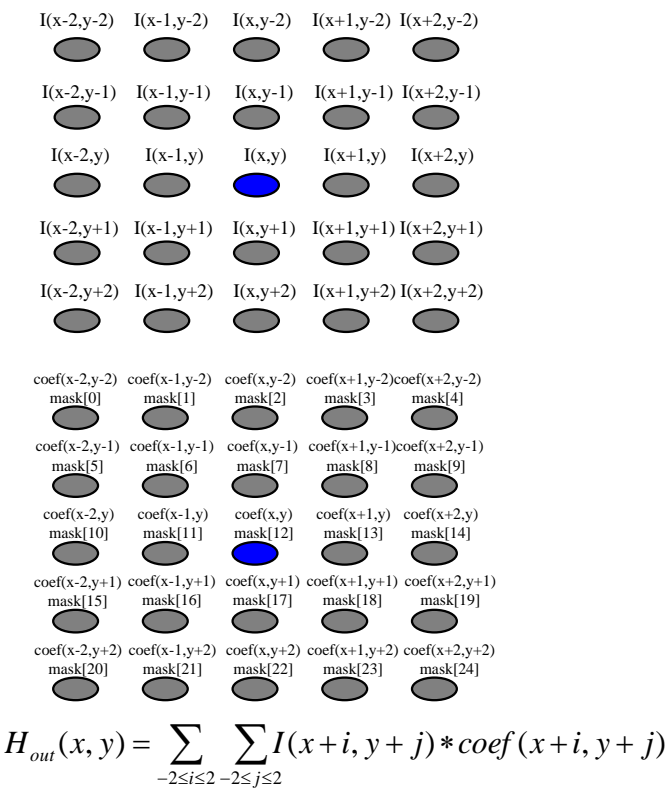 I(x-2,y-2) I(x-1,y-2) I(x,y-2) I(x+1,y-2) I(x+2,y-2)
I(x-2,y-1) I(x-1,y-1) I(x,y-1) I(x+1,y-1) I(x+2,y-1)
I(x-2,y) I(x-1,y) I(x,y) I(x+1,y) I(x+2,y)
I(x-2,y+1) I(x-1,y+1) I(x,y+1) I(x+1,y+1) I(x+2,y+1)
I(x-2,y+2) I(x-1,y+2) I(x,y+2) I(x+1,y+2) I(x+2,y+2)
coef(x-2,y-2) coef(x-1,y-2) coef(x,y-2) coef(x+1,y-2) coef(x+2,y-2)
mask[0] mask[1] mask[2] mask[3] mask[4]
coef(x-2,y-1) coef(x-1,y-1) coef(x,y-1) coef(x+1,y-1) coef(x+2,y-1)
mask[5] mask[6] mask[7] mask[8] mask[9]
coef(x-2,y) coef(x-1,y) coef(x,y) coef(x+1,y) coef(x+2,y)
mask[10] mask[11] mask[12] mask[13] mask[14]
coef(x-2,y+1) coef(x-1,y+1) coef(x,y+1) coef(x+1,y+1) coef(x+2,y+1)
mask[15] mask[16] mask[17] mask[18] mask[19]
coef(x-2,y+2) coef(x-1,y+2) coef(x,y+2) coef(x+1,y+2) coef(x+2,y+2)
mask[20] mask[21] mask[22] mask[23] mask[24]
H_out(x, y) = ∑_{-2≤i≤2} ∑_{-2≤j≤2} I(x+i, y+j)*coef(x+i, y+j)